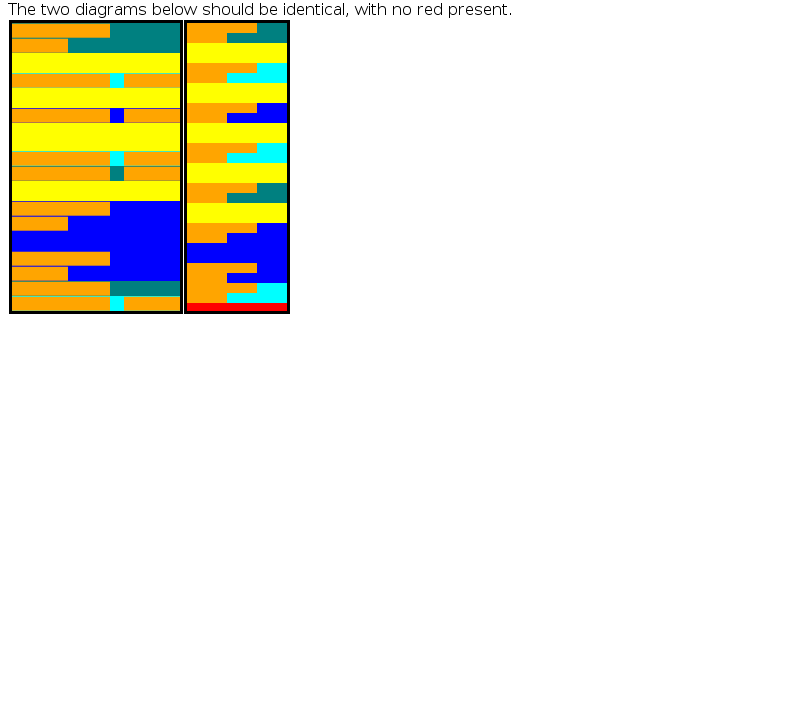 The two diagrams below should be identical, with no red present.